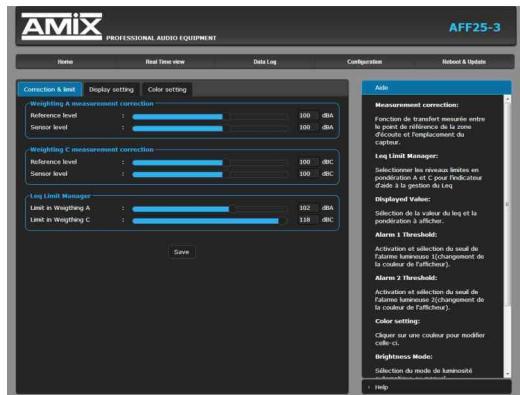 AMIX
PROFESSIONAL AUDIO EQUIPMENT
AFF25-3
Home
Real Time view
Data Log
Configuration
Reboot & Update
Correction & limit
Display setting
Color setting
Weighting A measurement correction
Reference level : 100 dBA
Sensor level : 100 dBA
Weighting C measurement correction
Reference level : 100 dBC
Sensor level : 100 dBC
Leq Limit Manager
Limit in Weigthing A : 102 dBA
Limit in Weigthing C : 118 dBC
Save
Aide
Measurement correction:
Fonction de transfert mesurée entre
le point de référence de la zone
d'écoute et l'emplacement du
capteur.
Leq Limit Manager:
Selectionner les niveaux limites en
pondération A et C pour l'indicateur
d'aide à la gestion du Leq
Displayed Value:
Sélection de la valeur du leq et la
pondération à afficher.
Alarm 1 Threshold:
Activation et sélection du seuil de
l'alarme lumineuse 1(changement de
la couleur de l'afficheur).
Alarm 2 Threshold:
Activation et sélection du seuil de
l'alarme lumineuse 2(changement de
la couleur de l'afficheur).
Color setting:
Cliquer sur une couleur pour modifier
celle-ci.
Brightness Mode:
Sélection du mode de luminosité
Help